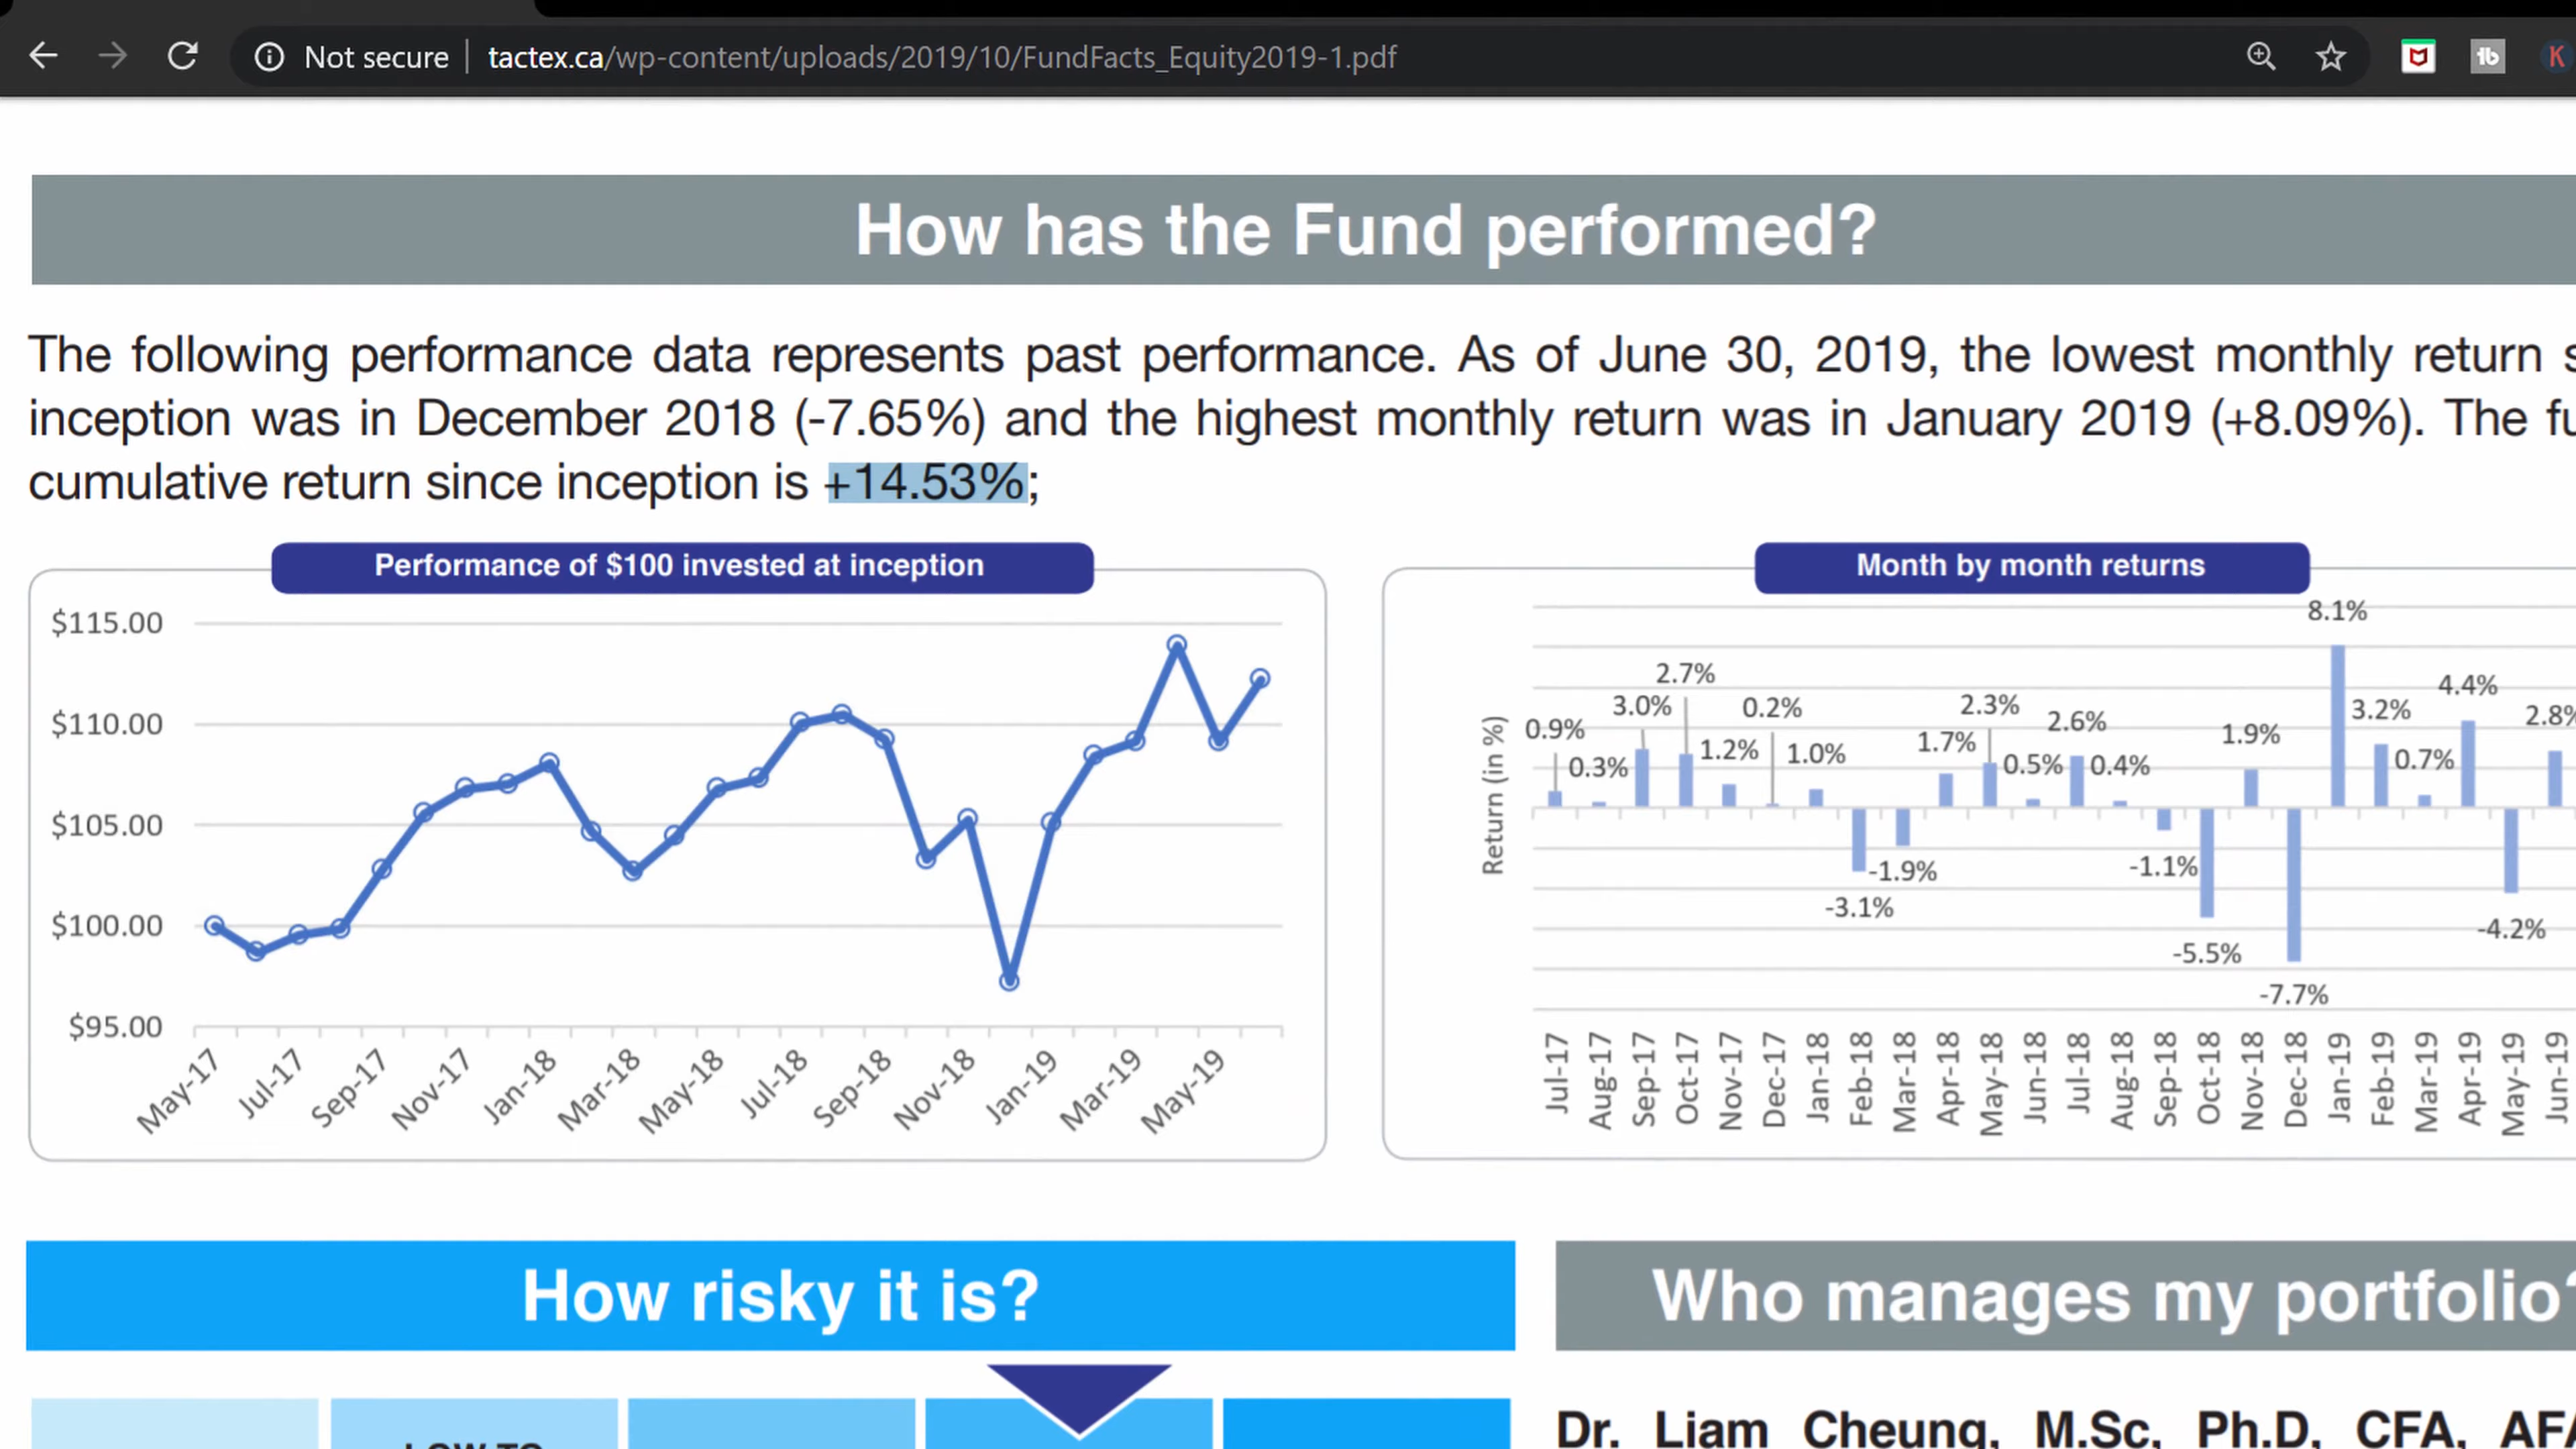 Not secure
tactex.ca/wp-content/uploads/2019/10/FundFacts_Equity2019-1.pdf
How has the Fund performed?
The following performance data represents past performance. As of June 30, 2019, the lowest monthly return s
inception was in December 2018 (-7.65%) and the highest monthly return was in January 2019 (+8.09%). The fu
cumulative return since inception is +14.53%;
Performance of $100 invested at inception
$115.00
$110.00
$105.00
$100.00
$95.00
May-17
Jul-17
Sep-17
Nov-17
Jan-18
Mar-18
May-18
Jul-18
Sep-18
Nov-18
Jan-19
Mar-19
May-19
Month by month returns
Return (in %)
0.9%
0.3%
3.0%
2.7%
1.2%
0.2%
1.0%
-3.1%
-1.9%
1.7%
2.3%
0.5%
2.6%
0.4%
-1.1%
-5.5%
1.9%
-7.7%
8.1%
3.2%
0.7%
4.4%
-4.2%
2.8%
Jul-17
Aug-17
Sep-17
Oct-17
Nov-17
Dec-17
Jan-18
Feb-18
Mar-18
Apr-18
May-18
Jun-18
Jul-18
Aug-18
Sep-18
Oct-18
Nov-18
Dec-18
Jan-19
Feb-19
Mar-19
Apr-19
May-19
Jun-19
How risky it is?
Who manages my portfolio?
LOW TO
Dr. Liam Cheung, M.Sc, Ph.D, CFA,